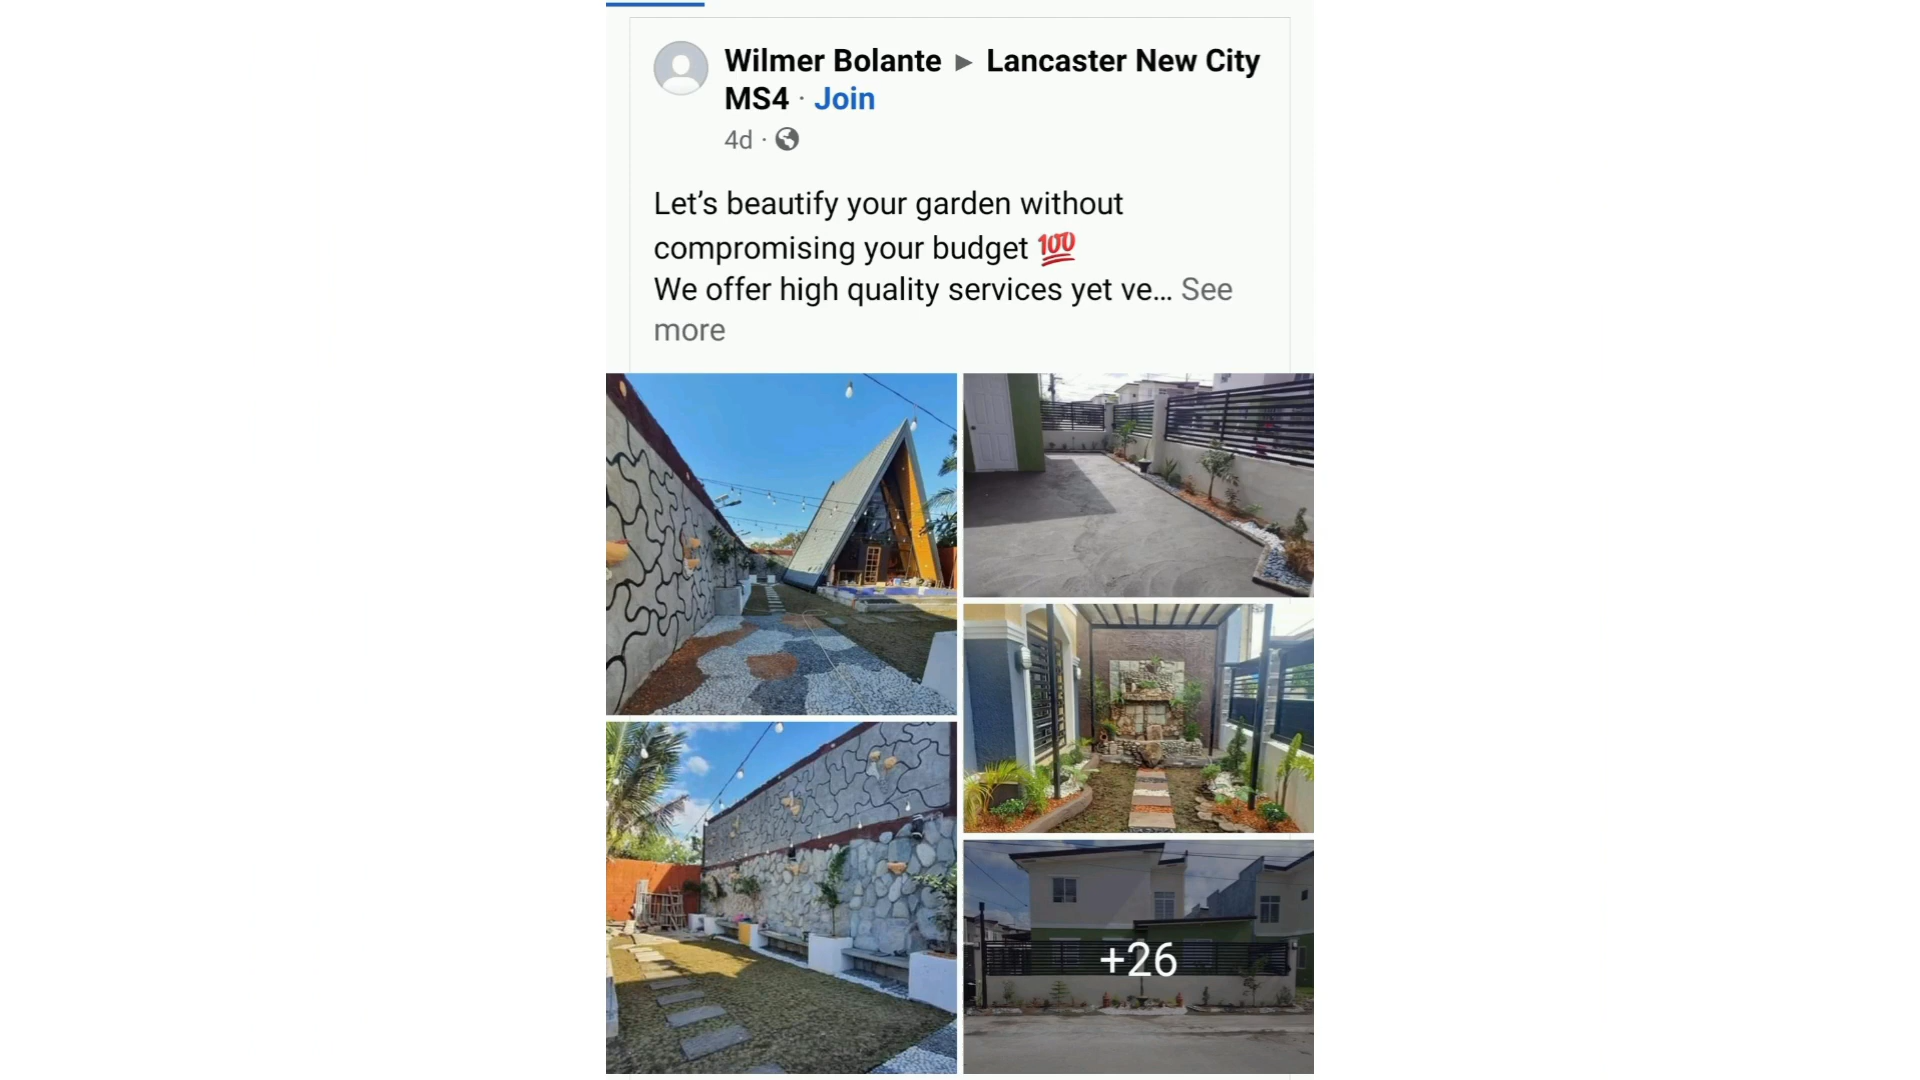 Wilmer Bolante ▸ Lancaster New City
MS4 · Join
4d ·
Let’s beautify your garden without
compromising your budget 💯
We offer high quality services yet ve... See
more
+26